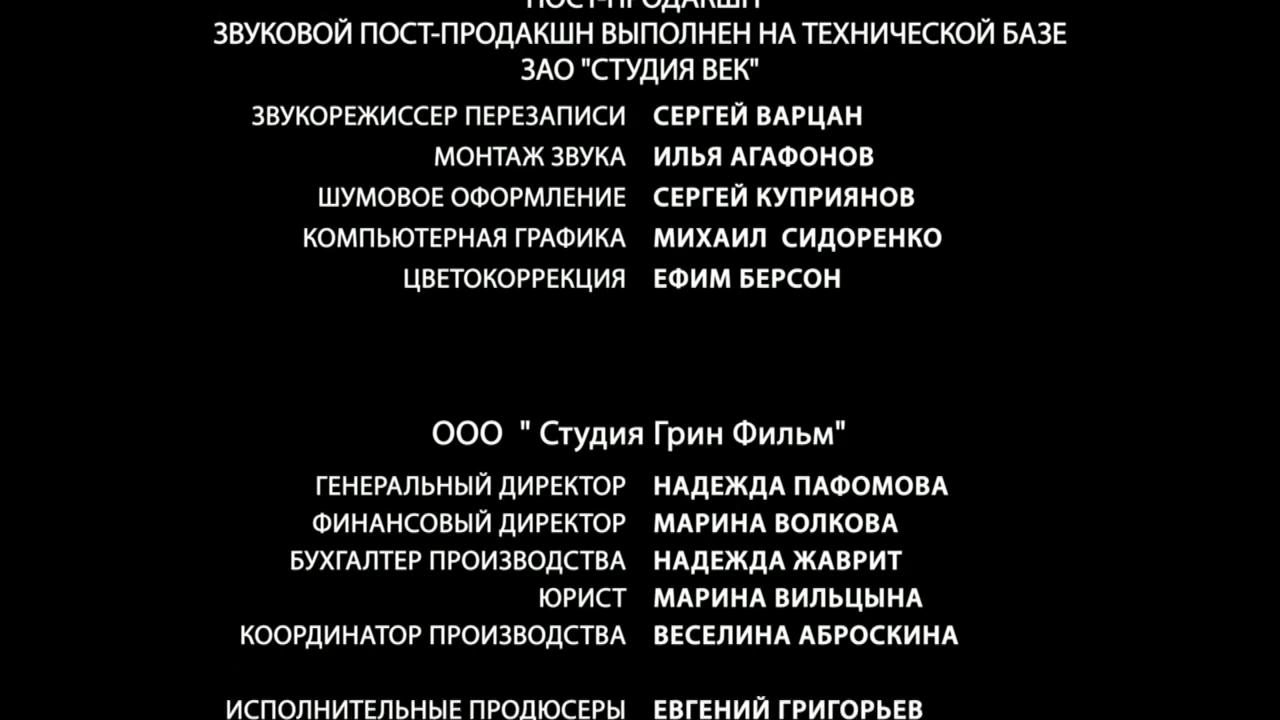 ПОСТ-ПРОДАКШН
ЗВУКОВОЙ ПОСТ-ПРОДАКШН ВЫПОЛНЕН НА ТЕХНИЧЕСКОЙ БАЗЕ
ЗАО "СТУДИЯ ВЕК"
ЗВУКОРЕЖИССЕР ПЕРЕЗАПИСИ СЕРГЕЙ ВАРЦАН
МОНТАЖ ЗВУКА ИЛЬЯ АГАФОНОВ
ШУМОВОЕ ОФОРМЛЕНИЕ СЕРГЕЙ КУПРИЯНОВ
КОМПЬЮТЕРНАЯ ГРАФИКА МИХАИЛ СИДОРЕНКО
ЦВЕТОКОРРЕКЦИЯ ЕФИМ БЕРСОН
ООО " Студия Грин Фильм"
ГЕНЕРАЛЬНЫЙ ДИРЕКТОР НАДЕЖДА ПАФОМОВА
ФИНАНСОВЫЙ ДИРЕКТОР МАРИНА ВОЛКОВА
БУХГАЛТЕР ПРОИЗВОДСТВА НАДЕЖДА ЖАВРИТ
ЮРИСТ МАРИНА ВИЛЬЦЫНА
КООРДИНАТОР ПРОИЗВОДСТВА ВЕСЕЛИНА АБРОСКИНА
ИСПОЛНИТЕЛЬНЫЕ ПРОДЮСЕРЫ ЕВГЕНИЙ ГРИГОРЬЕВ